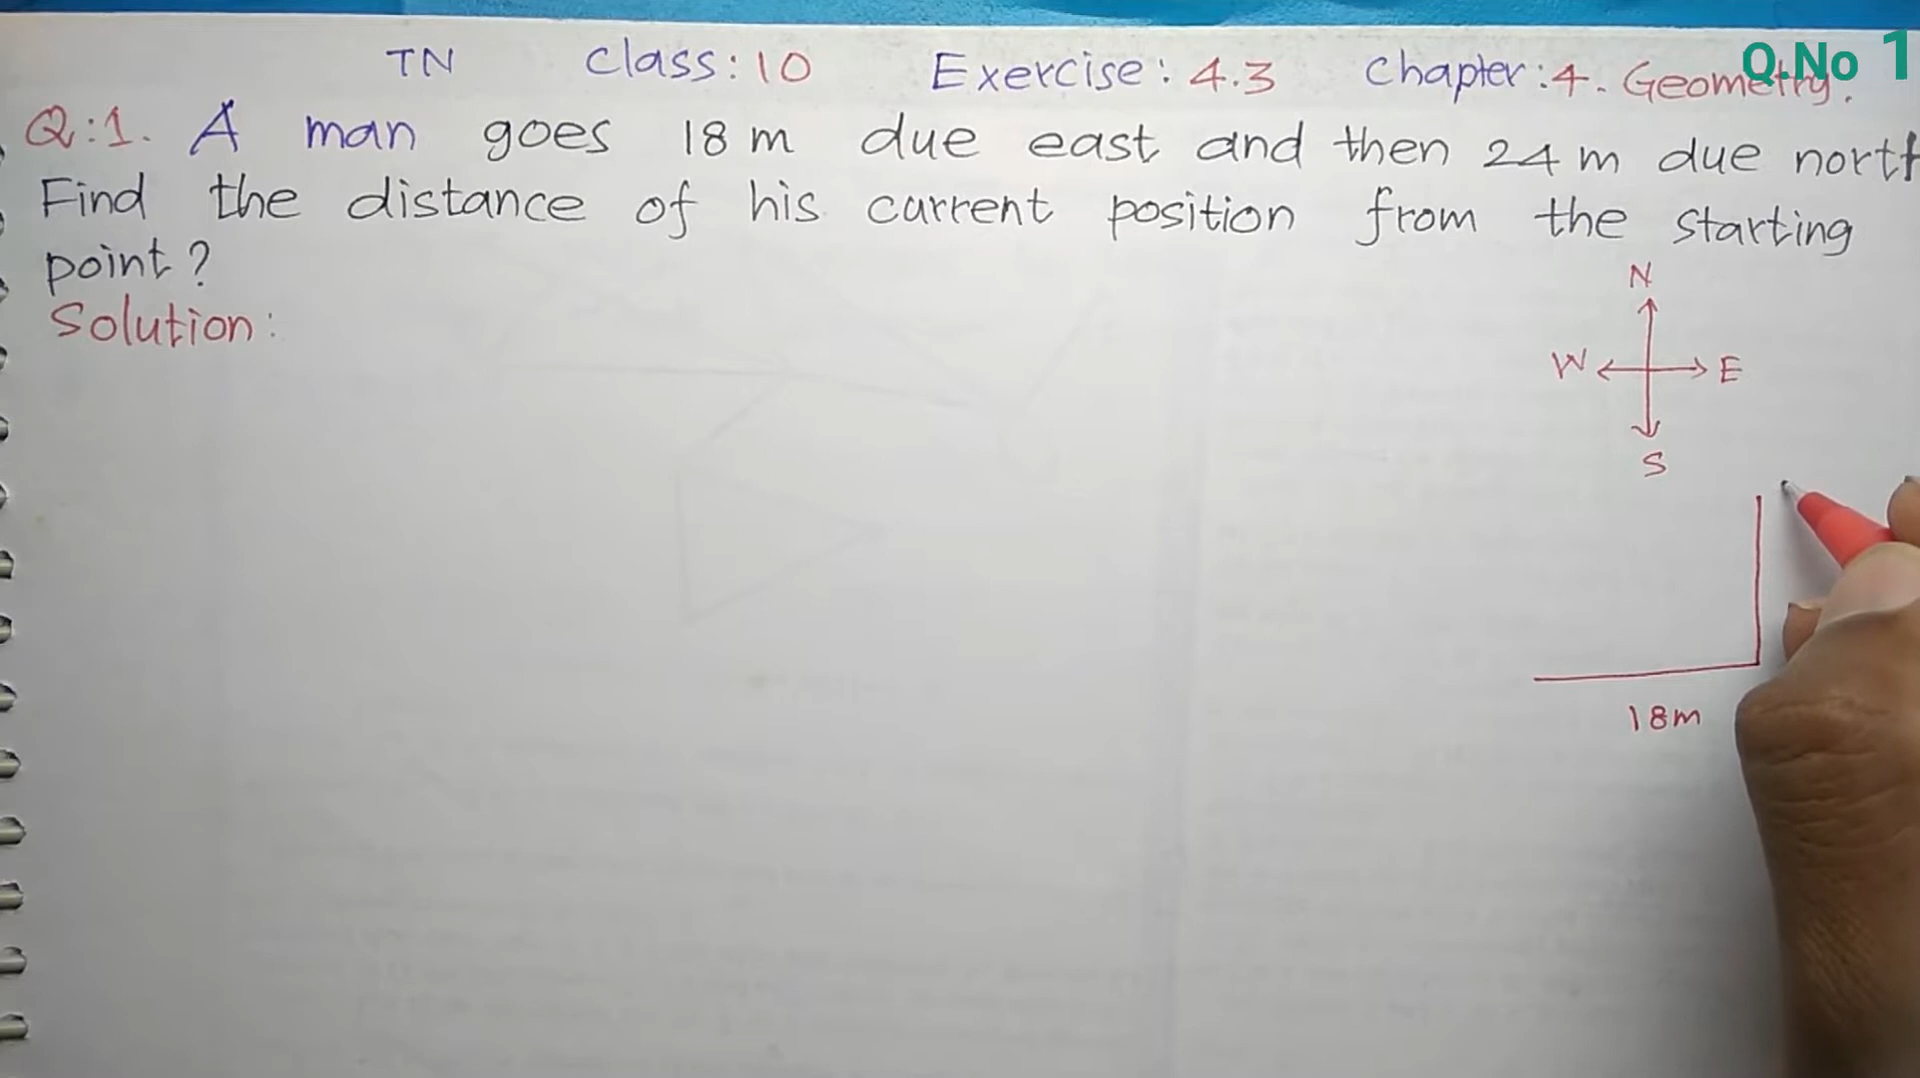 TN Class: 10 Exercise: 4.3 Chapter: 4. Geometry.
Q.No 1
Q:1. A man goes 18 m due east and then 24 m due north
Find the distance of his current position from the starting
point?
Solution:
N
W E
S
18m